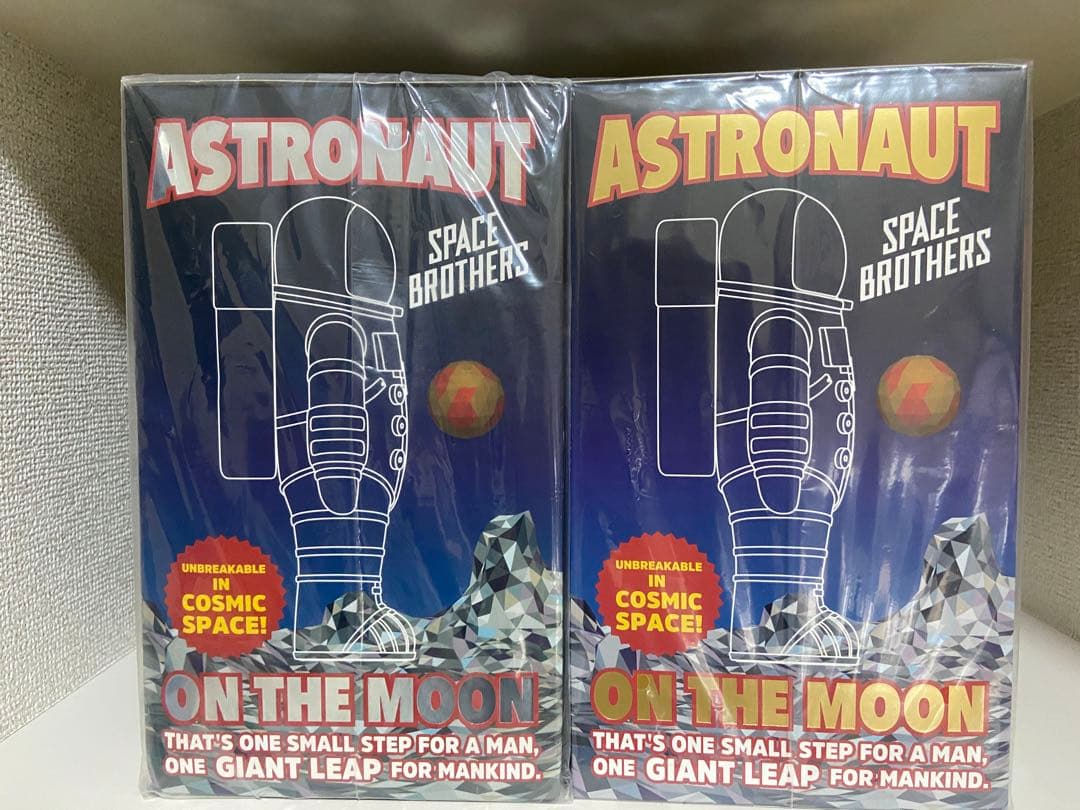 ASTRONAUT
SPACE
BROTHERS
UNBREAKABLE
IN
COSMIC
SPACE!
ON THE MOON
THAT'S ONE SMALL STEP FOR A MAN,
ONE GIANT LEAP FOR MANKIND.
ASTRONAUT
SPACE
BROTHERS
UNBREAKABLE
IN
COSMIC
SPACE!
ON THE MOON
THAT'S ONE SMALL STEP FOR A MAN,
ONE GIANT LEAP FOR MANKIND.